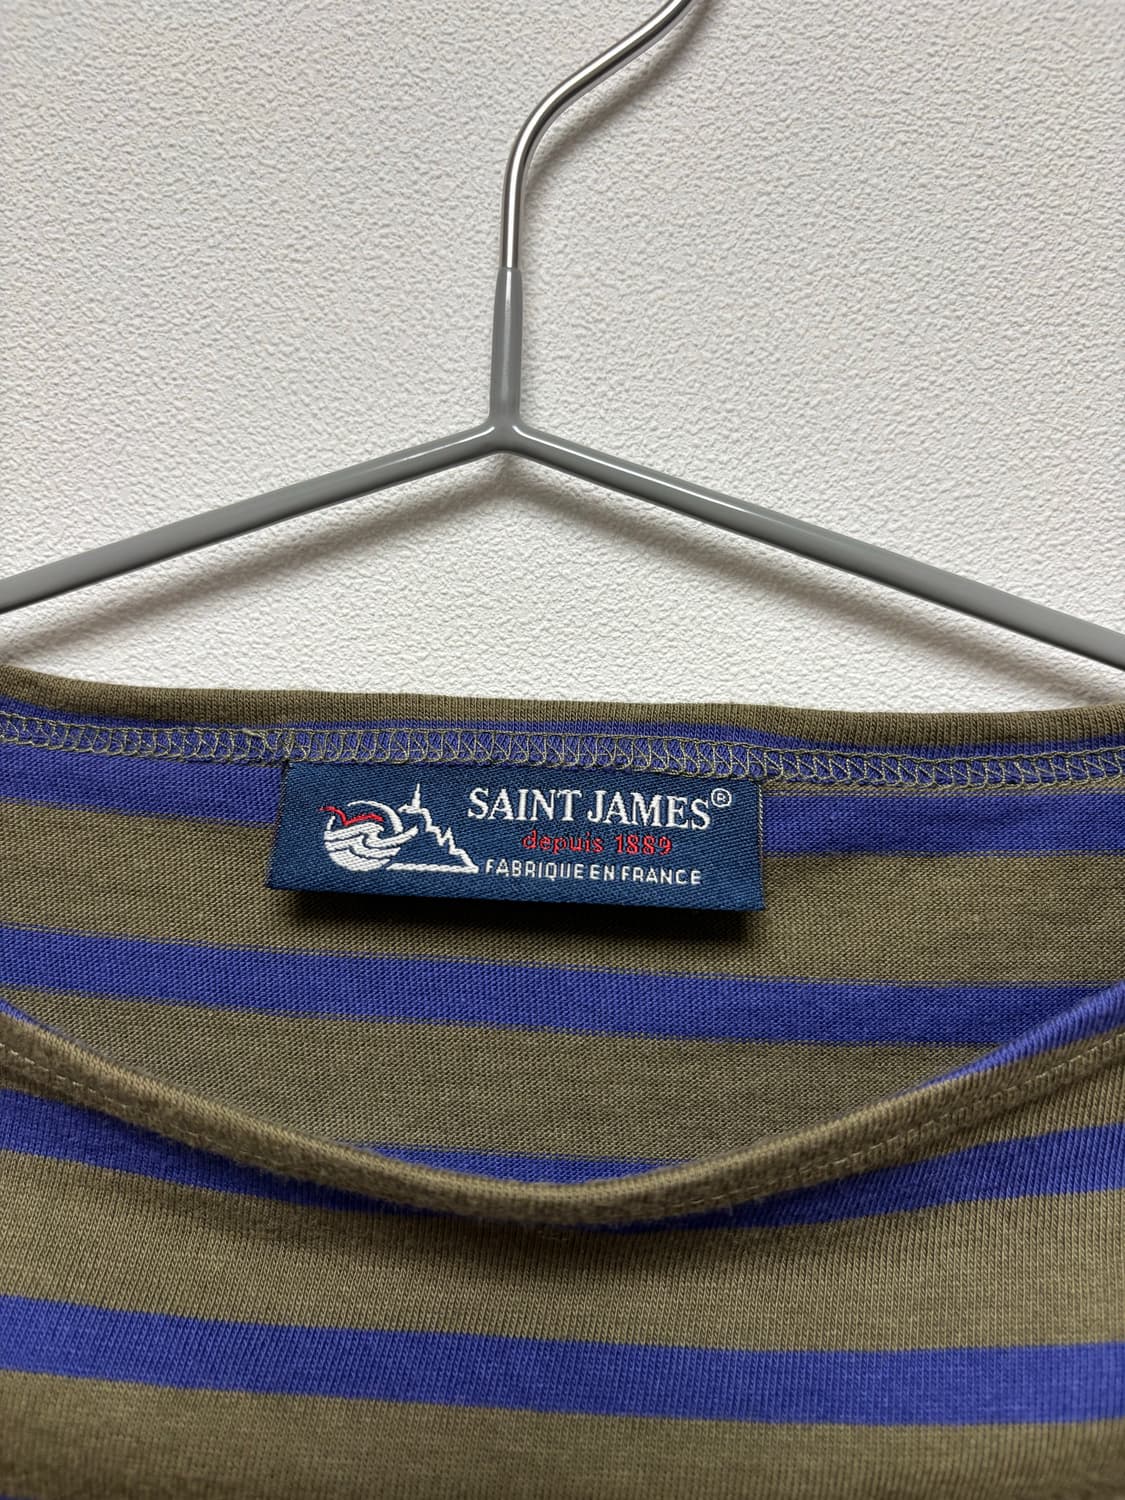 SAINT JAMES®
depuis 1889
FABRIQUE EN FRANCE